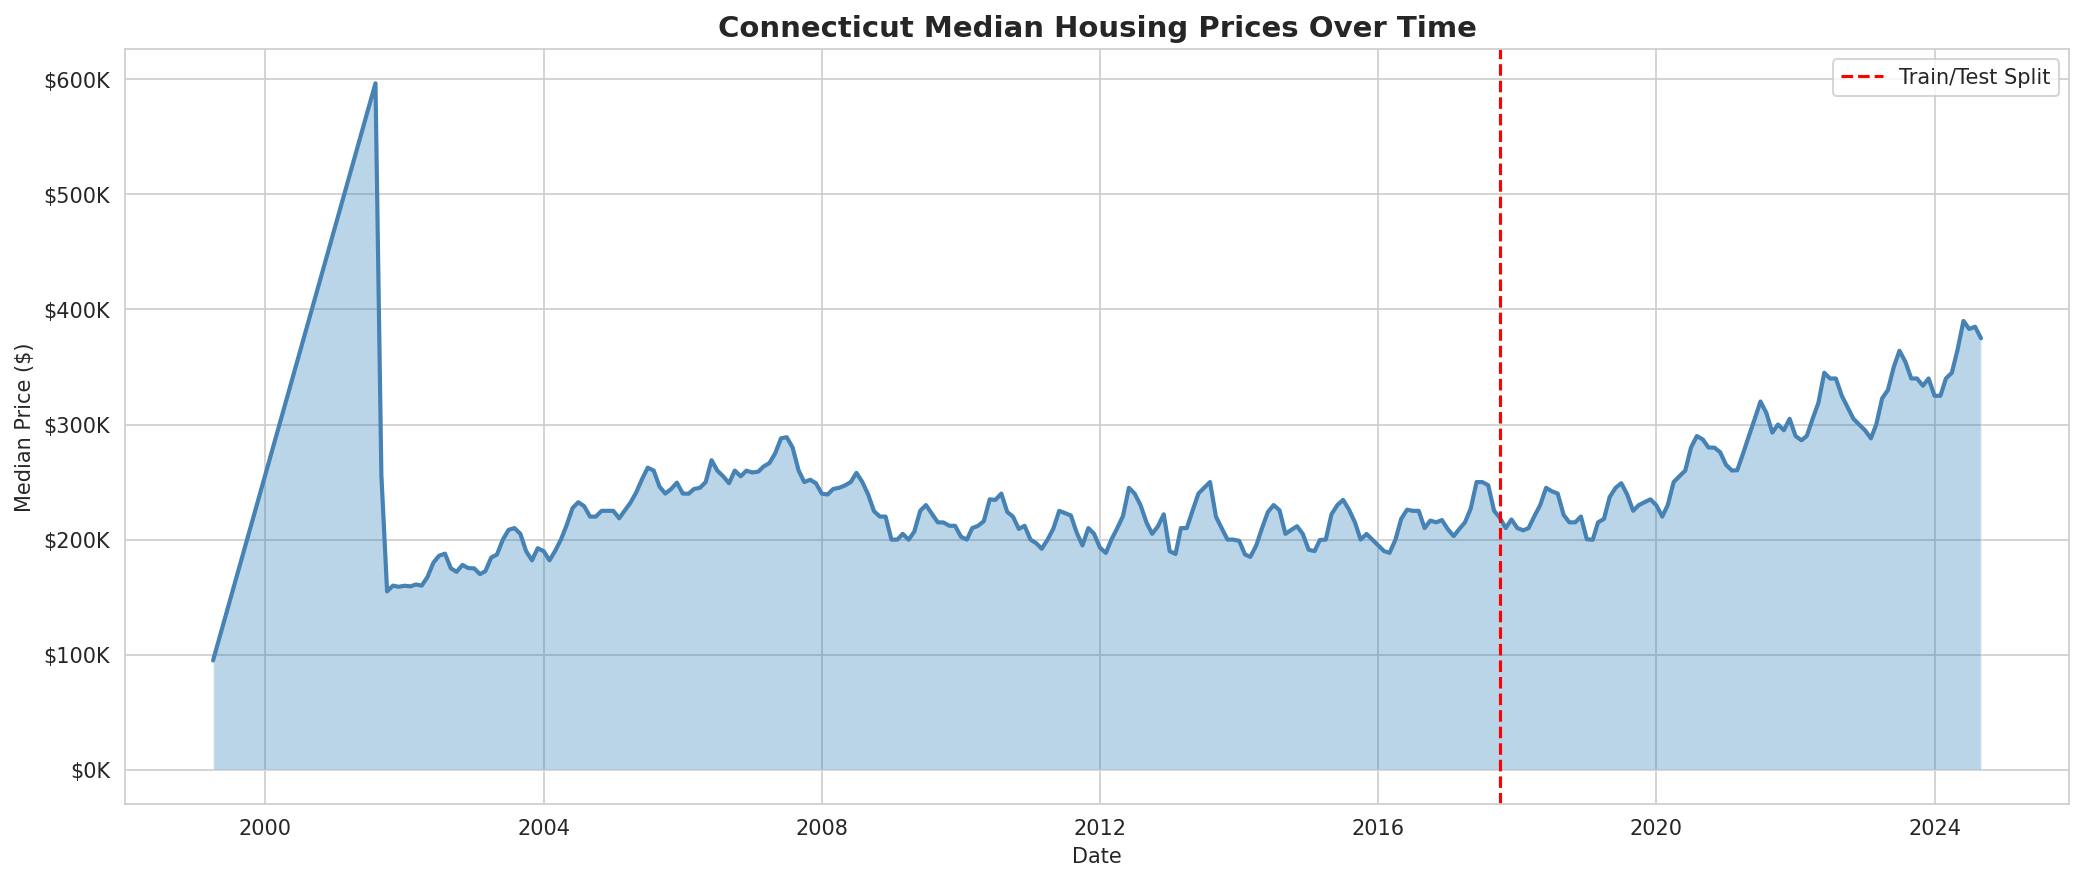 Connecticut Median Housing Prices Over Time
Train/Test Split
Median Price ($)
$600K
$500K
$400K
$300K
$200K
$100K
$0K
2000 2004 2008 2012 2016 2020 2024
Date